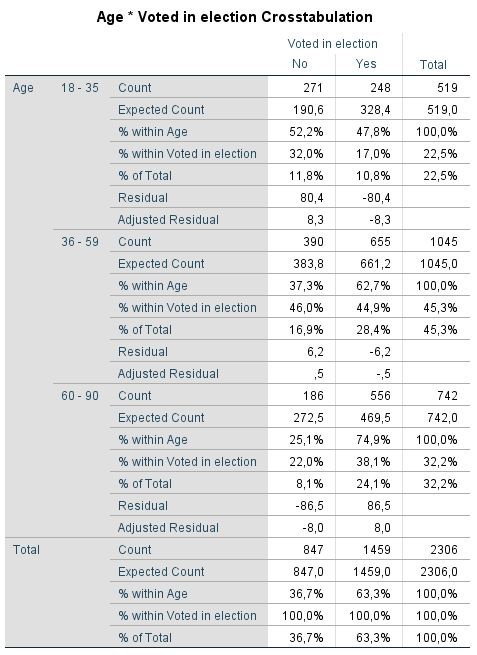 Age * Voted in election Crosstabulation
Voted in election
No Yes Total
Age 18 - 35 Count 271 248 519
Expected Count 190,6 328,4 519,0
% within Age 52,2% 47,8% 100,0%
% within Voted in election 32,0% 17,0% 22,5%
% of Total 11,8% 10,8% 22,5%
Residual 80,4 -80,4
Adjusted Residual 8,3 -8,3
36 - 59 Count 390 655 1045
Expected Count 383,8 661,2 1045,0
% within Age 37,3% 62,7% 100,0%
% within Voted in election 46,0% 44,9% 45,3%
% of Total 16,9% 28,4% 45,3%
Residual 6,2 -6,2
Adjusted Residual ,5 -,5
60 - 90 Count 186 556 742
Expected Count 272,5 469,5 742,0
% within Age 25,1% 74,9% 100,0%
% within Voted in election 22,0% 38,1% 32,2%
% of Total 8,1% 24,1% 32,2%
Residual -86,5 86,5
Adjusted Residual -8,0 8,0
Total Count 847 1459 2306
Expected Count 847,0 1459,0 2306,0
% within Age 36,7% 63,3% 100,0%
% within Voted in election 100,0% 100,0% 100,0%
% of Total 36,7% 63,3% 100,0%